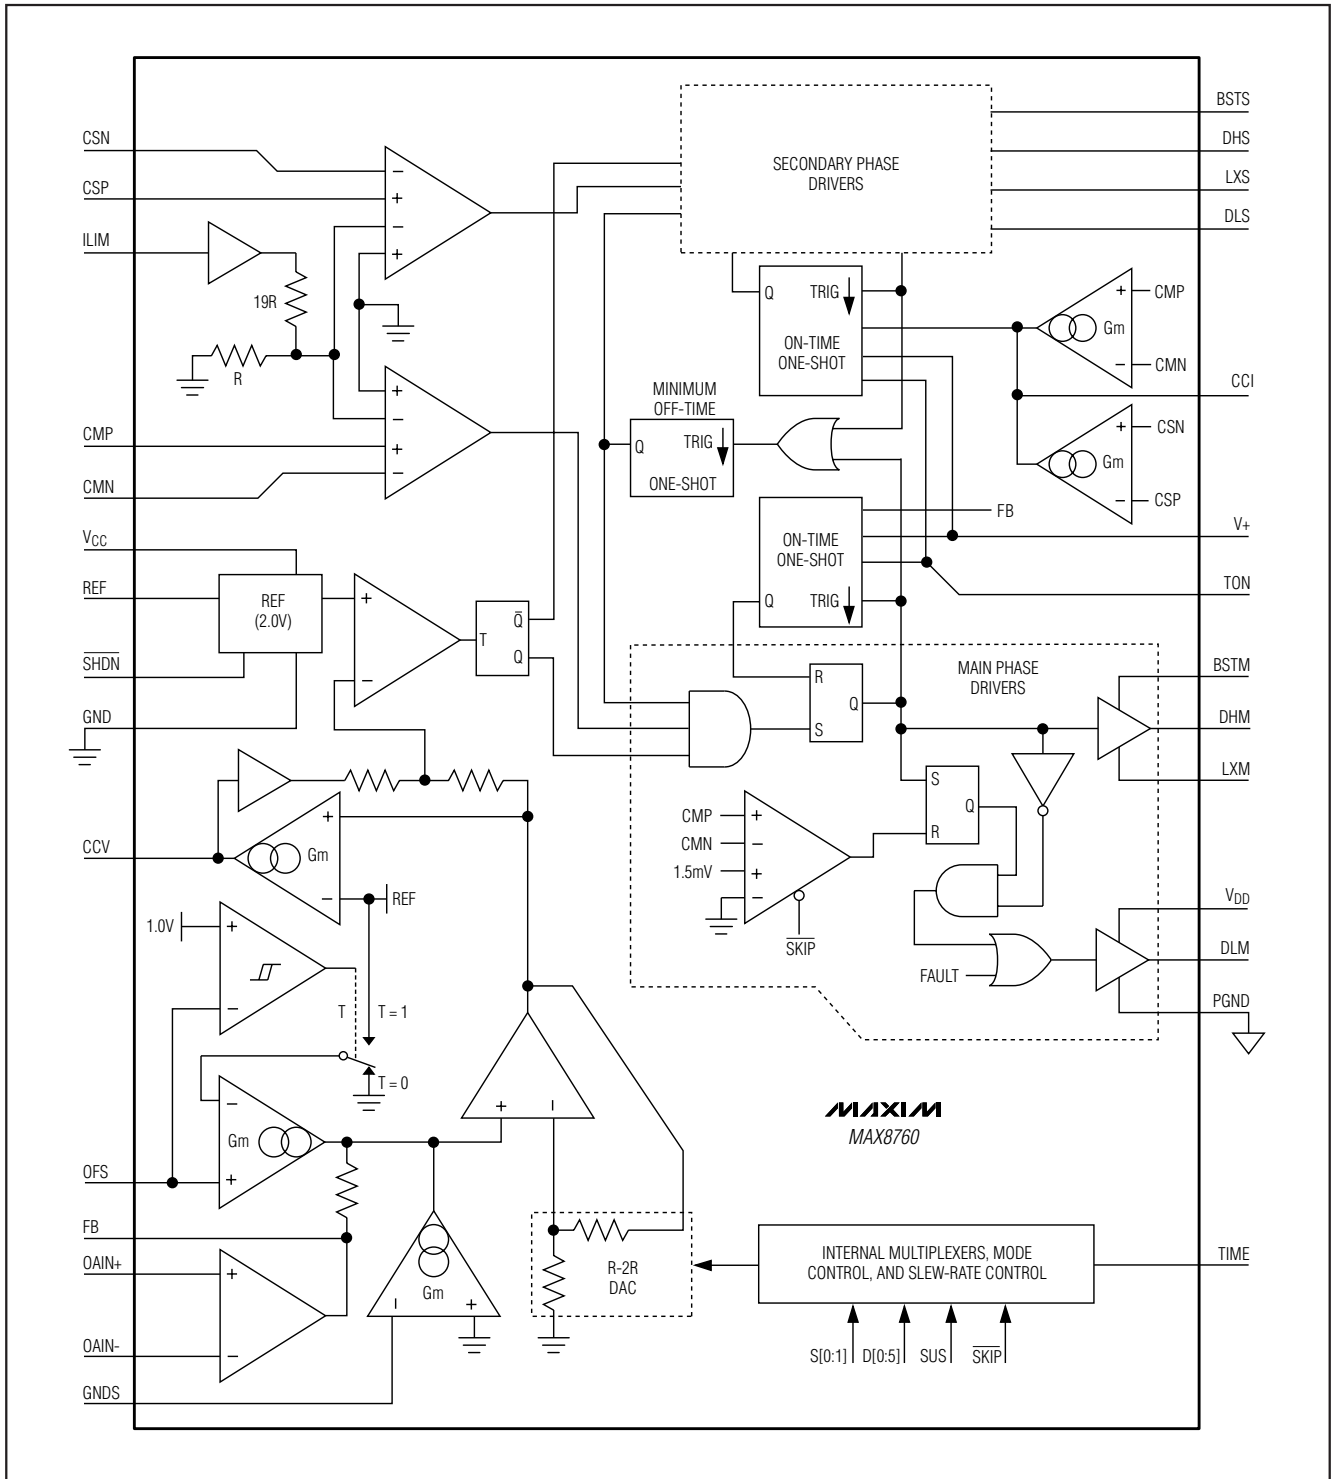 BSTS
CSN
DHS
SECONDARY PHASE
DRIVERS
CSP
LXS
ILIM
DLS
−
+
−
+
19R
R
Q
TRIG
ON-TIME
ONE-SHOT
+
CMP
Gm
−
CMN
CCI
MINIMUM
OFF-TIME
Q
TRIG
ONE-SHOT
+
−
+
−
CMP
CMN
+
CSN
Gm
−
CSP
VCC
REF
REF
(2.0V)
SHDN
GND
+
−
T
Q
Q
FB
ON-TIME
ONE-SHOT
Q
TRIG
V+
TON
MAIN PHASE
DRIVERS
R
Q
S
BSTM
DHM
LXM
S
Q
R
CMP
+
CMN
−
1.5mV
+
−
SKIP
CCV
+
Gm
−
REF
1.0V
+
−
T
T = 1
T = 0
VDD
FAULT
DLM
PGND
−
Gm
+
OFS
+
−
MAXIM
MAX8760
FB
OAIN+
+
−
OAIN-
GNDS
Gm
−
+
R-2R
DAC
INTERNAL MULTIPLEXERS, MODE
CONTROL, AND SLEW-RATE CONTROL
TIME
S[0:1]
D[0:5]
SUS
SKIP